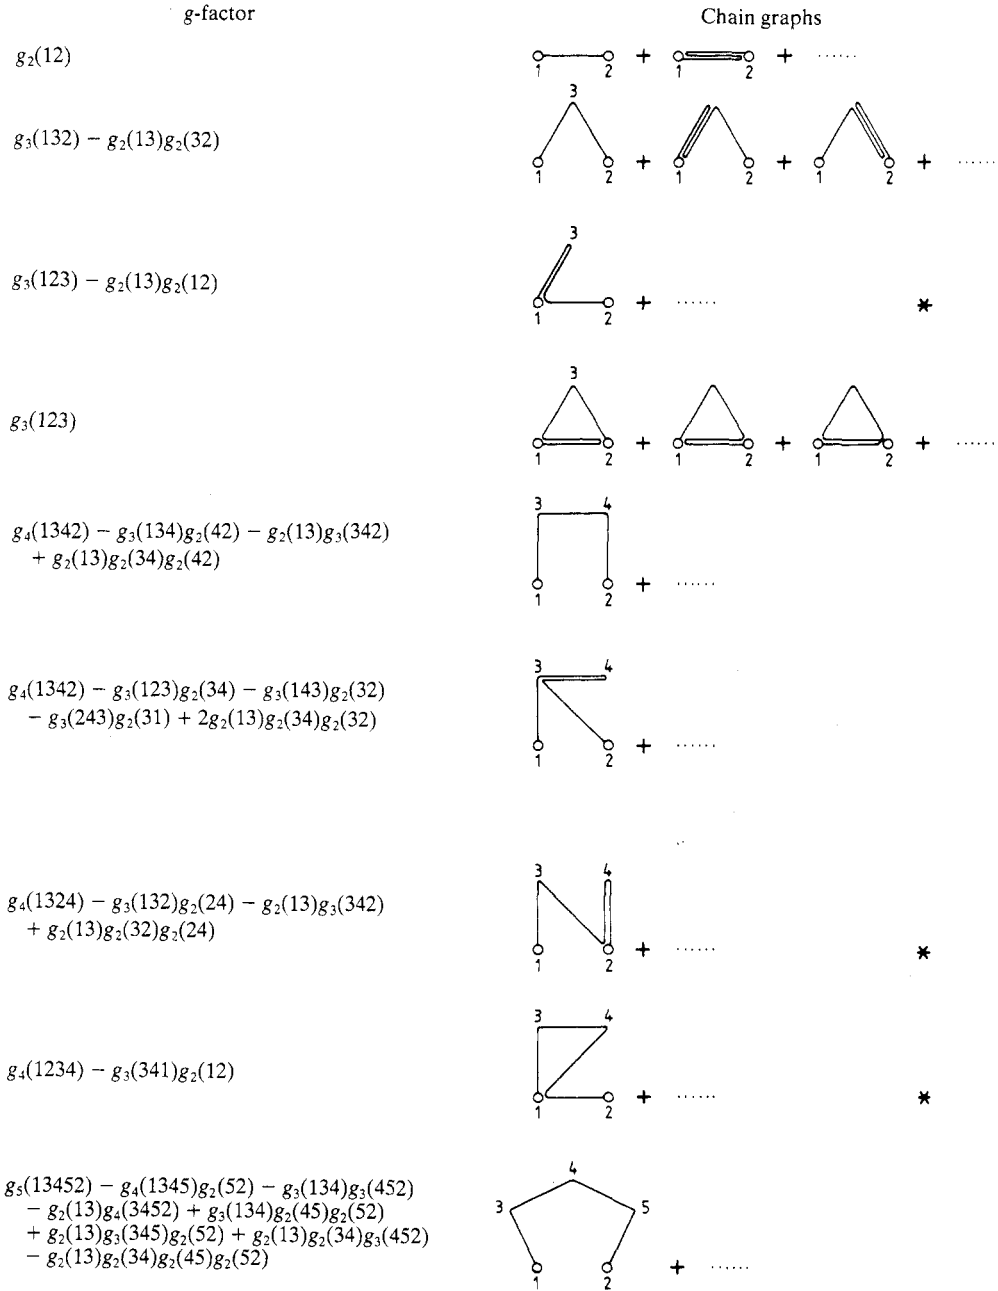 g-factor Chain graphs
g₂(12) 1 2 + 1 2 + ······
3
g₃(132) − g₂(13)g₂(32) 1 2 + 1 2 + 1 2 + ······
3
g₃(123) − g₂(13)g₂(12) 1 2 + ······ *
3
g₃(123) 1 2 + 1 2 + 1 2 + ······
3 4
g₄(1342) − g₃(134)g₂(42) − g₂(13)g₃(342)
+ g₂(13)g₂(34)g₂(42) 1 2 + ······
3 4
g₄(1342) − g₃(123)g₂(34) − g₃(143)g₂(32)
− g₃(243)g₂(31) + 2g₂(13)g₂(34)g₂(32) 1 2 + ······
3 4
g₄(1324) − g₃(132)g₂(24) − g₂(13)g₃(342)
+ g₂(13)g₂(32)g₂(24) 1 2 + ······ *
3 4
g₄(1234) − g₃(341)g₂(12) 1 2 + ······ *
4
g₅(13452) − g₄(1345)g₂(52) − g₃(134)g₃(452) 3 5
− g₂(13)g₄(3452) + g₃(134)g₂(45)g₂(52)
+ g₂(13)g₃(345)g₂(52) + g₂(13)g₂(34)g₃(452)
− g₂(13)g₂(34)g₂(45)g₂(52) 1 2 + ······